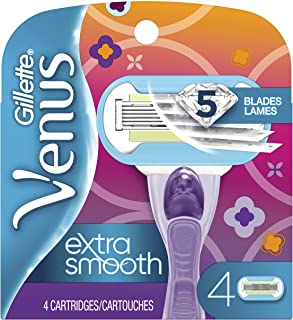 Gillette
Venus
5
BLADES
LAMES
extra
smooth
4
4 CARTRIDGES/CARTOUCHES